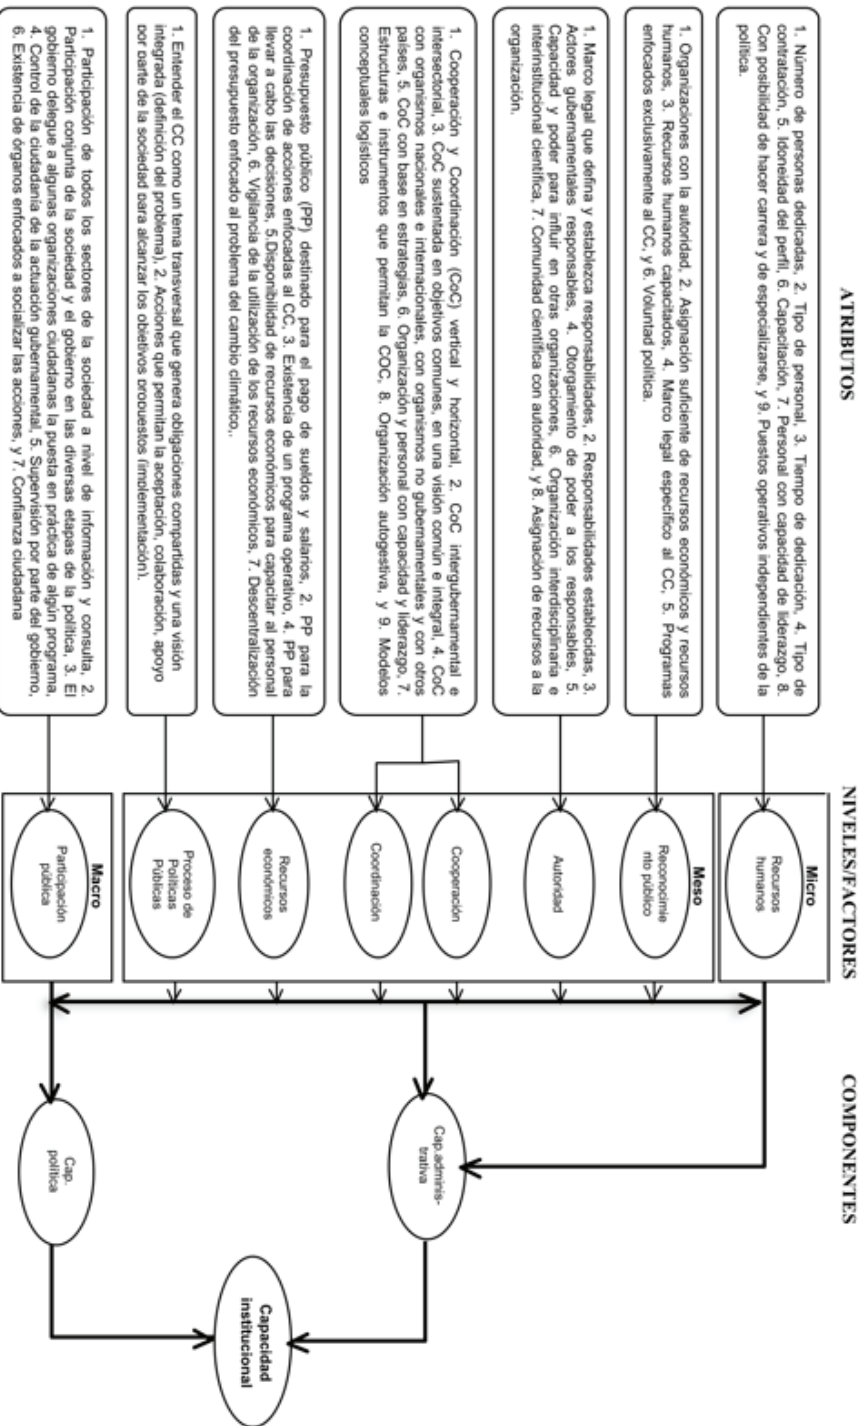 ATRIBUTOS
NIVELES/FACTORES
COMPONENTES
1. Número de personas dedicadas, 2. Tipo de personal, 3. Tiempo de dedicación, 4. Tipo de
contratación, 5. Idoneidad del perfil, 6. Capacitación, 7. Personal con capacidad de liderazgo, 8.
Con posibilidad de hacer carrera y de especializarse, y 9. Puestos operativos independientes de la
política.
Micro
Recursos
humanos
1. Organizaciones con la autoridad, 2. Asignación suficiente de recursos económicos y recursos
humanos, 3. Recursos humanos capacitados, 4. Marco legal específico al CC, 5. Programas
enfocados exclusivamente al CC, y 6. Voluntad política.
Meso
Reconocimie
nto público
1. Marco legal que defina y establezca responsabilidades, 2. Responsabilidades establecidas, 3.
Actores gubernamentales responsables, 4. Otorgamiento de poder a los responsables, 5.
Capacidad y poder para influir en otras organizaciones, 6. Organización interdisciplinaria e
interinstitucional científica, 7. Comunidad científica con autoridad, y 8. Asignación de recursos a la
organización.
Autoridad
1. Cooperación y Coordinación (CoC) vertical y horizontal, 2. CoC intergubernamental e
intersectorial, 3. CoC sustentada en objetivos comunes, en una visión común e integral, 4. CoC
con organismos nacionales e internacionales, con organismos no gubernamentales y con otros
países, 5. CoC con base en estrategias, 6. Organización y personal con capacidad y liderazgo, 7.
Estructuras e instrumentos que permitan la COC, 8. Organización autogestiva, y 9. Modelos
conceptuales logísticos
Cooperación
Coordinación
1. Presupuesto público (PP) destinado para el pago de sueldos y salarios, 2. PP para la
coordinación de acciones enfocadas al CC, 3. Existencia de un programa operativo, 4. PP para
llevar a cabo las decisiones, 5.Disponibilidad de recursos económicos para capacitar al personal
de la organización, 6. Vigilancia de la utilización de los recursos económicos, 7. Descentralización
del presupuesto enfocado al problema del cambio climático,.
Recursos
económicos
1. Entender el CC como un tema transversal que genera obligaciones compartidas y una visión
integrada (definición del problema), 2. Acciones que permitan la aceptación, colaboración, apoyo
por parte de la sociedad para alcanzar los objetivos propuestos (implementación).
Proceso de
Políticas
Públicas
1. Participación de todos los sectores de la sociedad a nivel de información y consulta, 2.
Participación conjunta de la sociedad y el gobierno en las diversas etapas de la política, 3. El
gobierno delegue a algunas organizaciones ciudadanas la puesta en práctica de algún programa,
4. Control de la ciudadanía de la actuación gubernamental, 5. Supervisión por parte del gobierno,
6. Existencia de órganos enfocados a socializar las acciones, y 7. Confianza ciudadana
Macro
Participación
pública
Cap.adminis-
trativa
Cap.
política
Capacidad
institucional